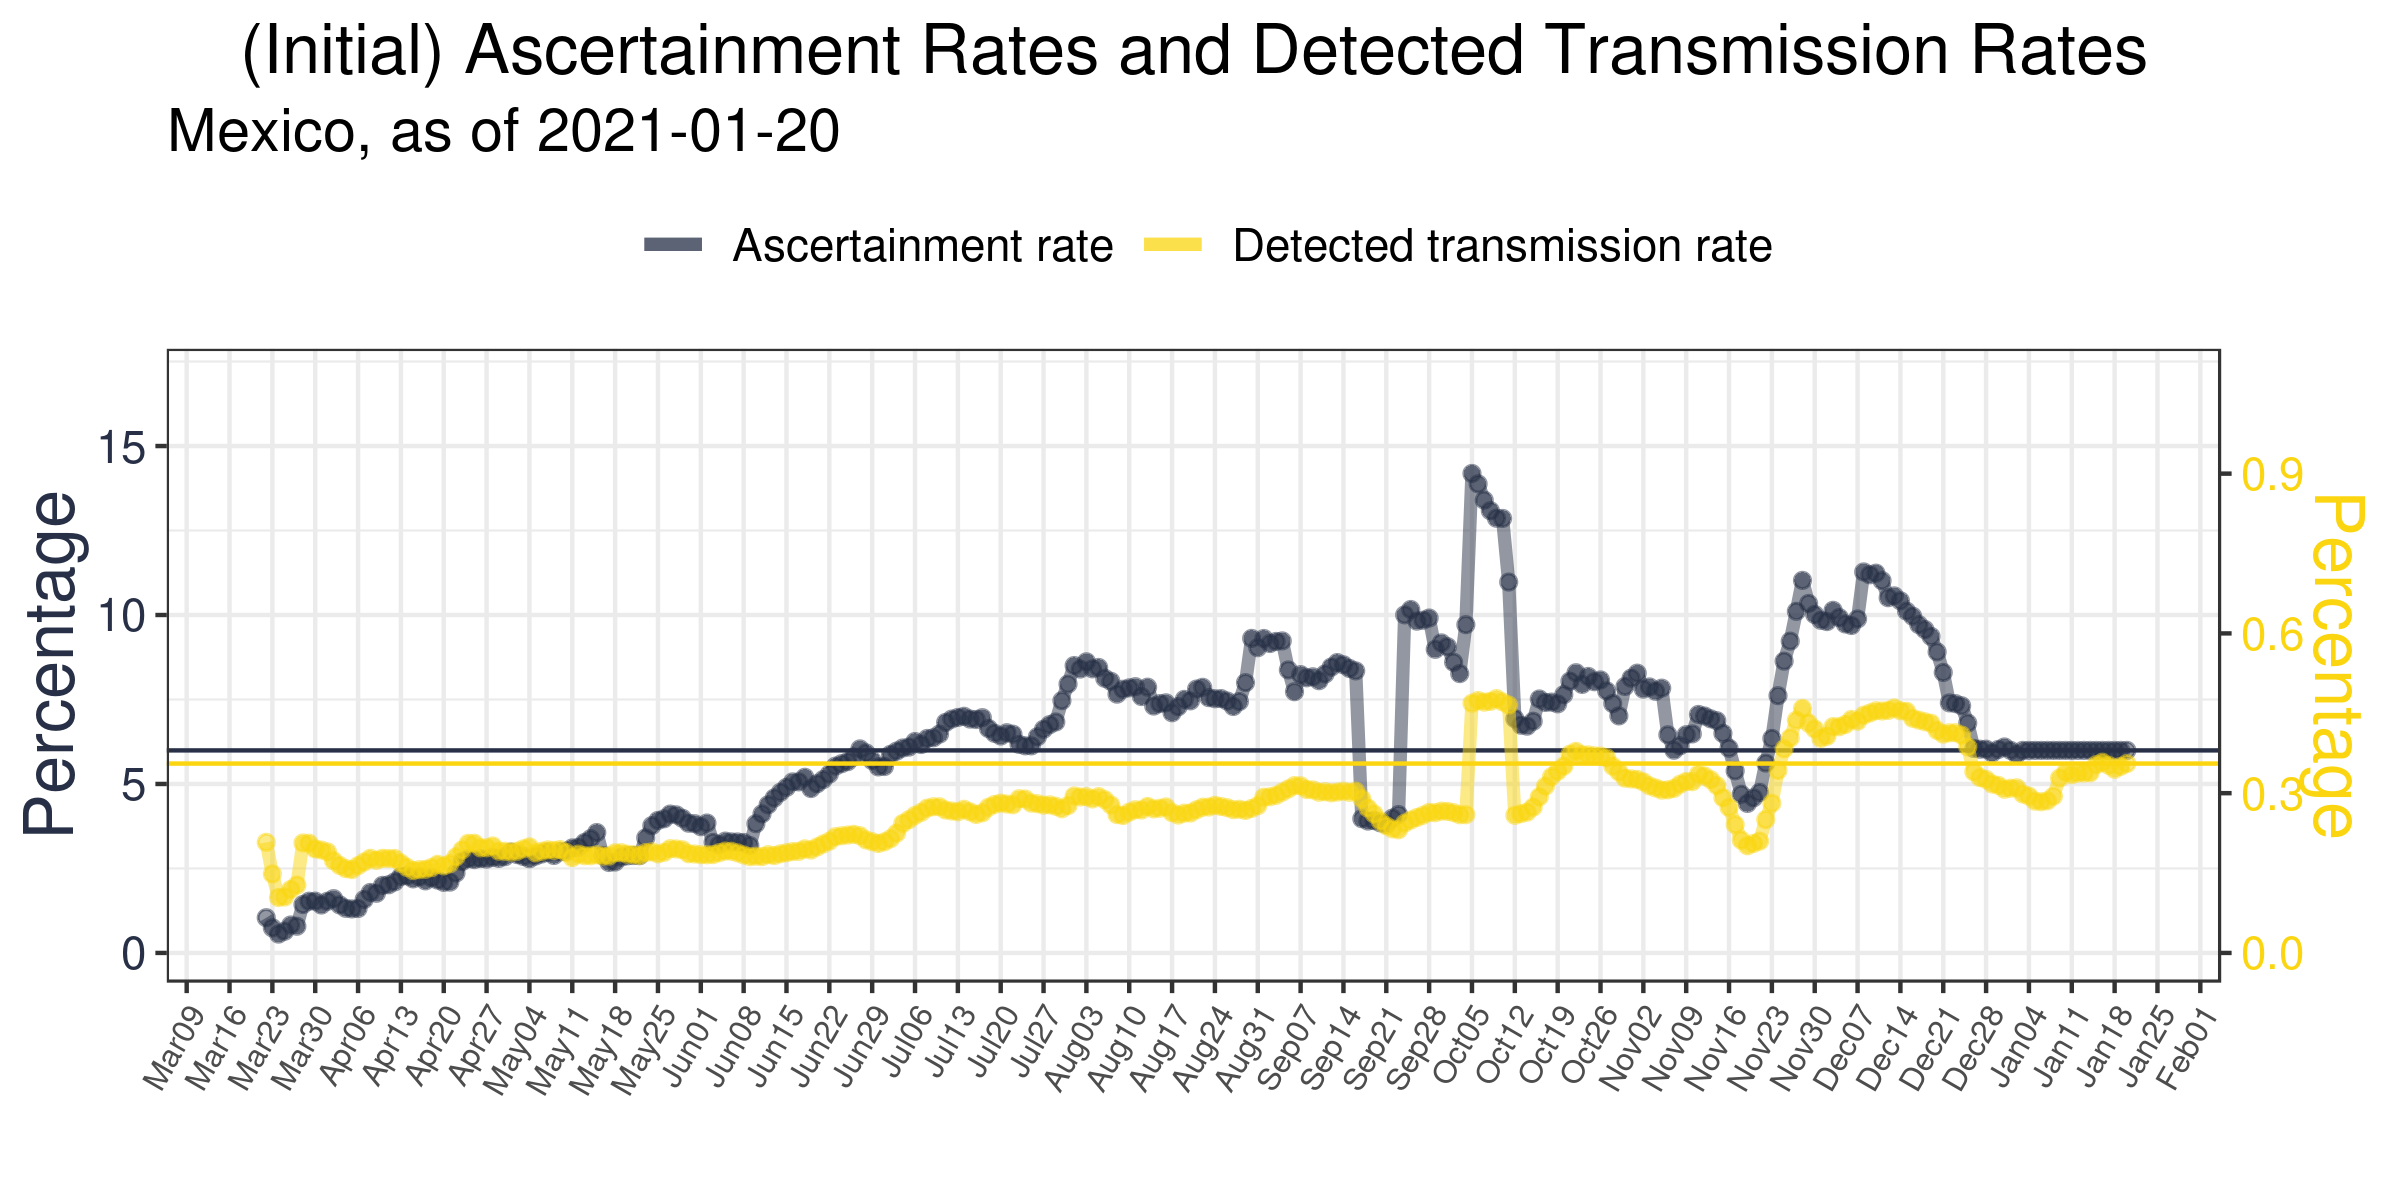 (Initial) Ascertainment Rates and Detected Transmission Rates
Mexico, as of 2021-01-20
Ascertainment rate
Detected transmission rate
Percentage
15
10
5
0
0.9
0.6
0.3
0.0
Percentage
Mar09
Mar16
Mar23
Mar30
Apr06
Apr13
Apr20
Apr27
May04
May11
May18
May25
Jun01
Jun08
Jun15
Jun22
Jun29
Jul06
Jul13
Jul20
Jul27
Aug03
Aug10
Aug17
Aug24
Aug31
Sep07
Sep14
Sep21
Sep28
Oct05
Oct12
Oct19
Oct26
Nov02
Nov09
Nov16
Nov23
Nov30
Dec07
Dec14
Dec21
Dec28
Jan04
Jan11
Jan18
Jan25
Feb01